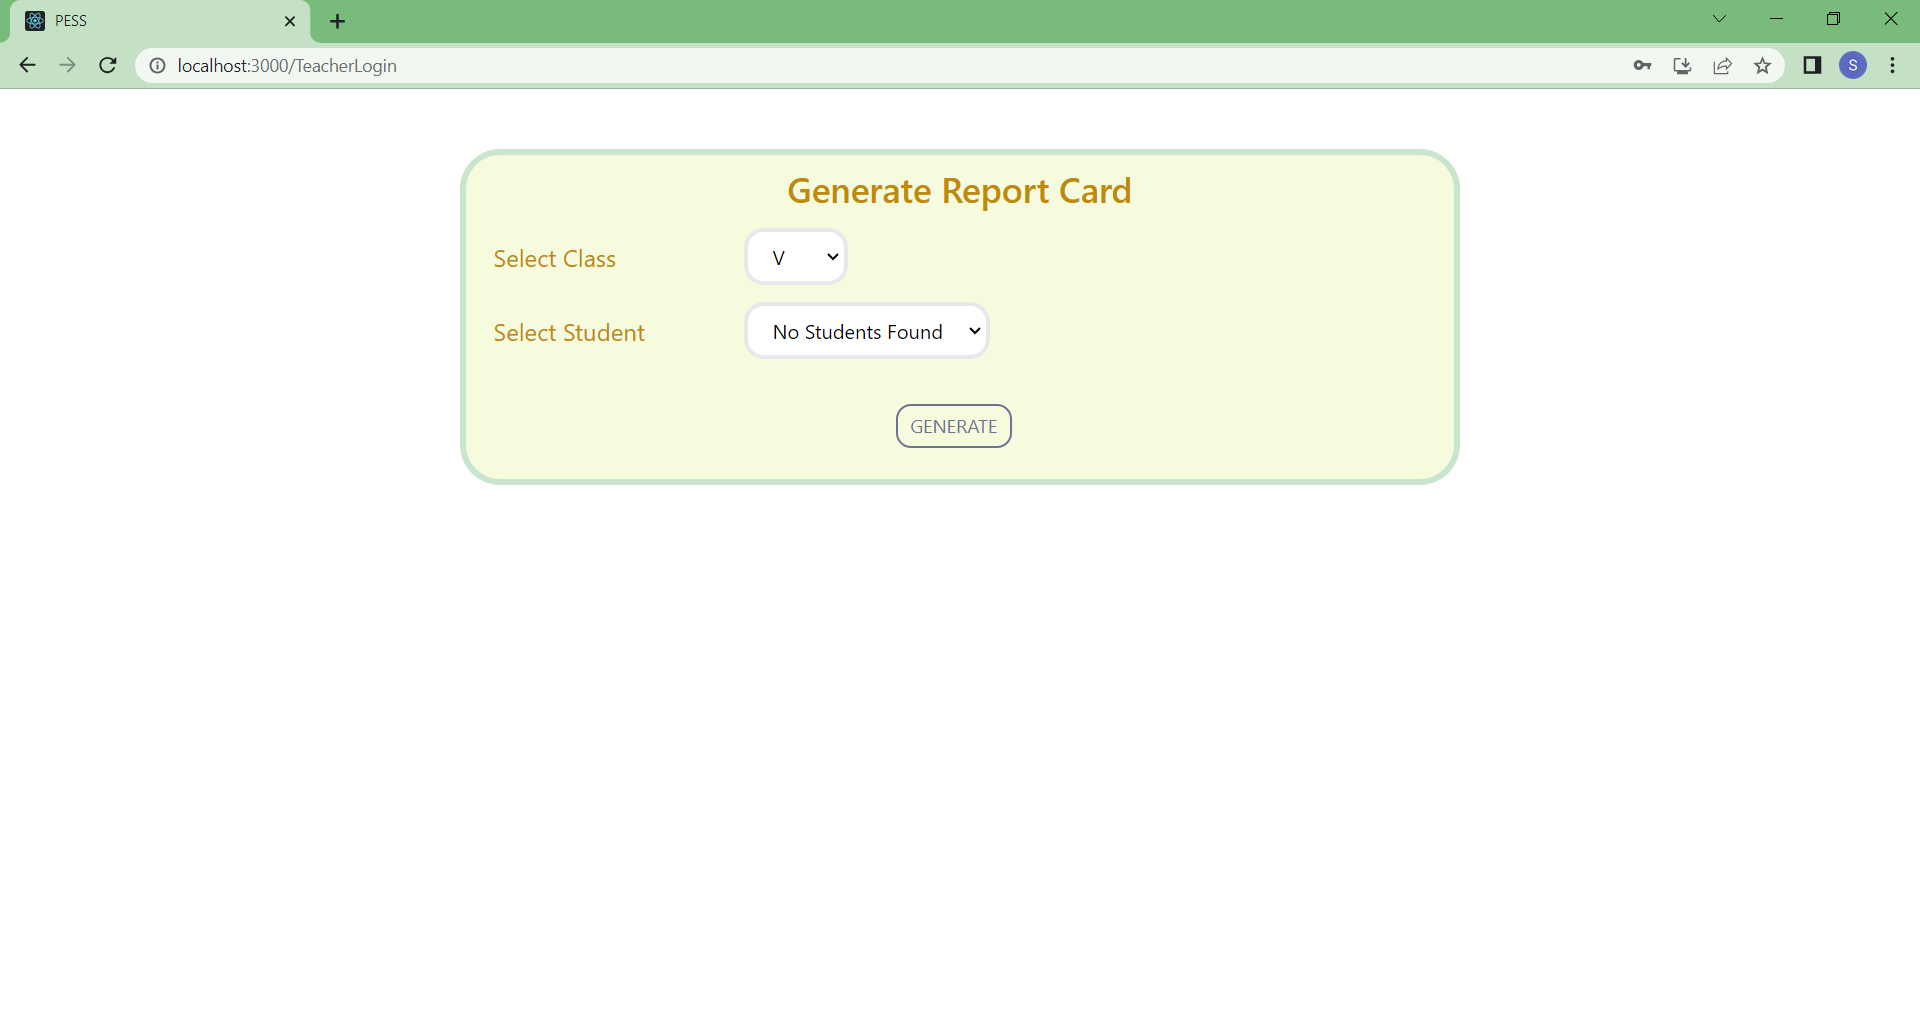 PESS
localhost:3000/TeacherLogin
S
Generate Report Card
Select Class
V
Select Student
No Students Found
GENERATE